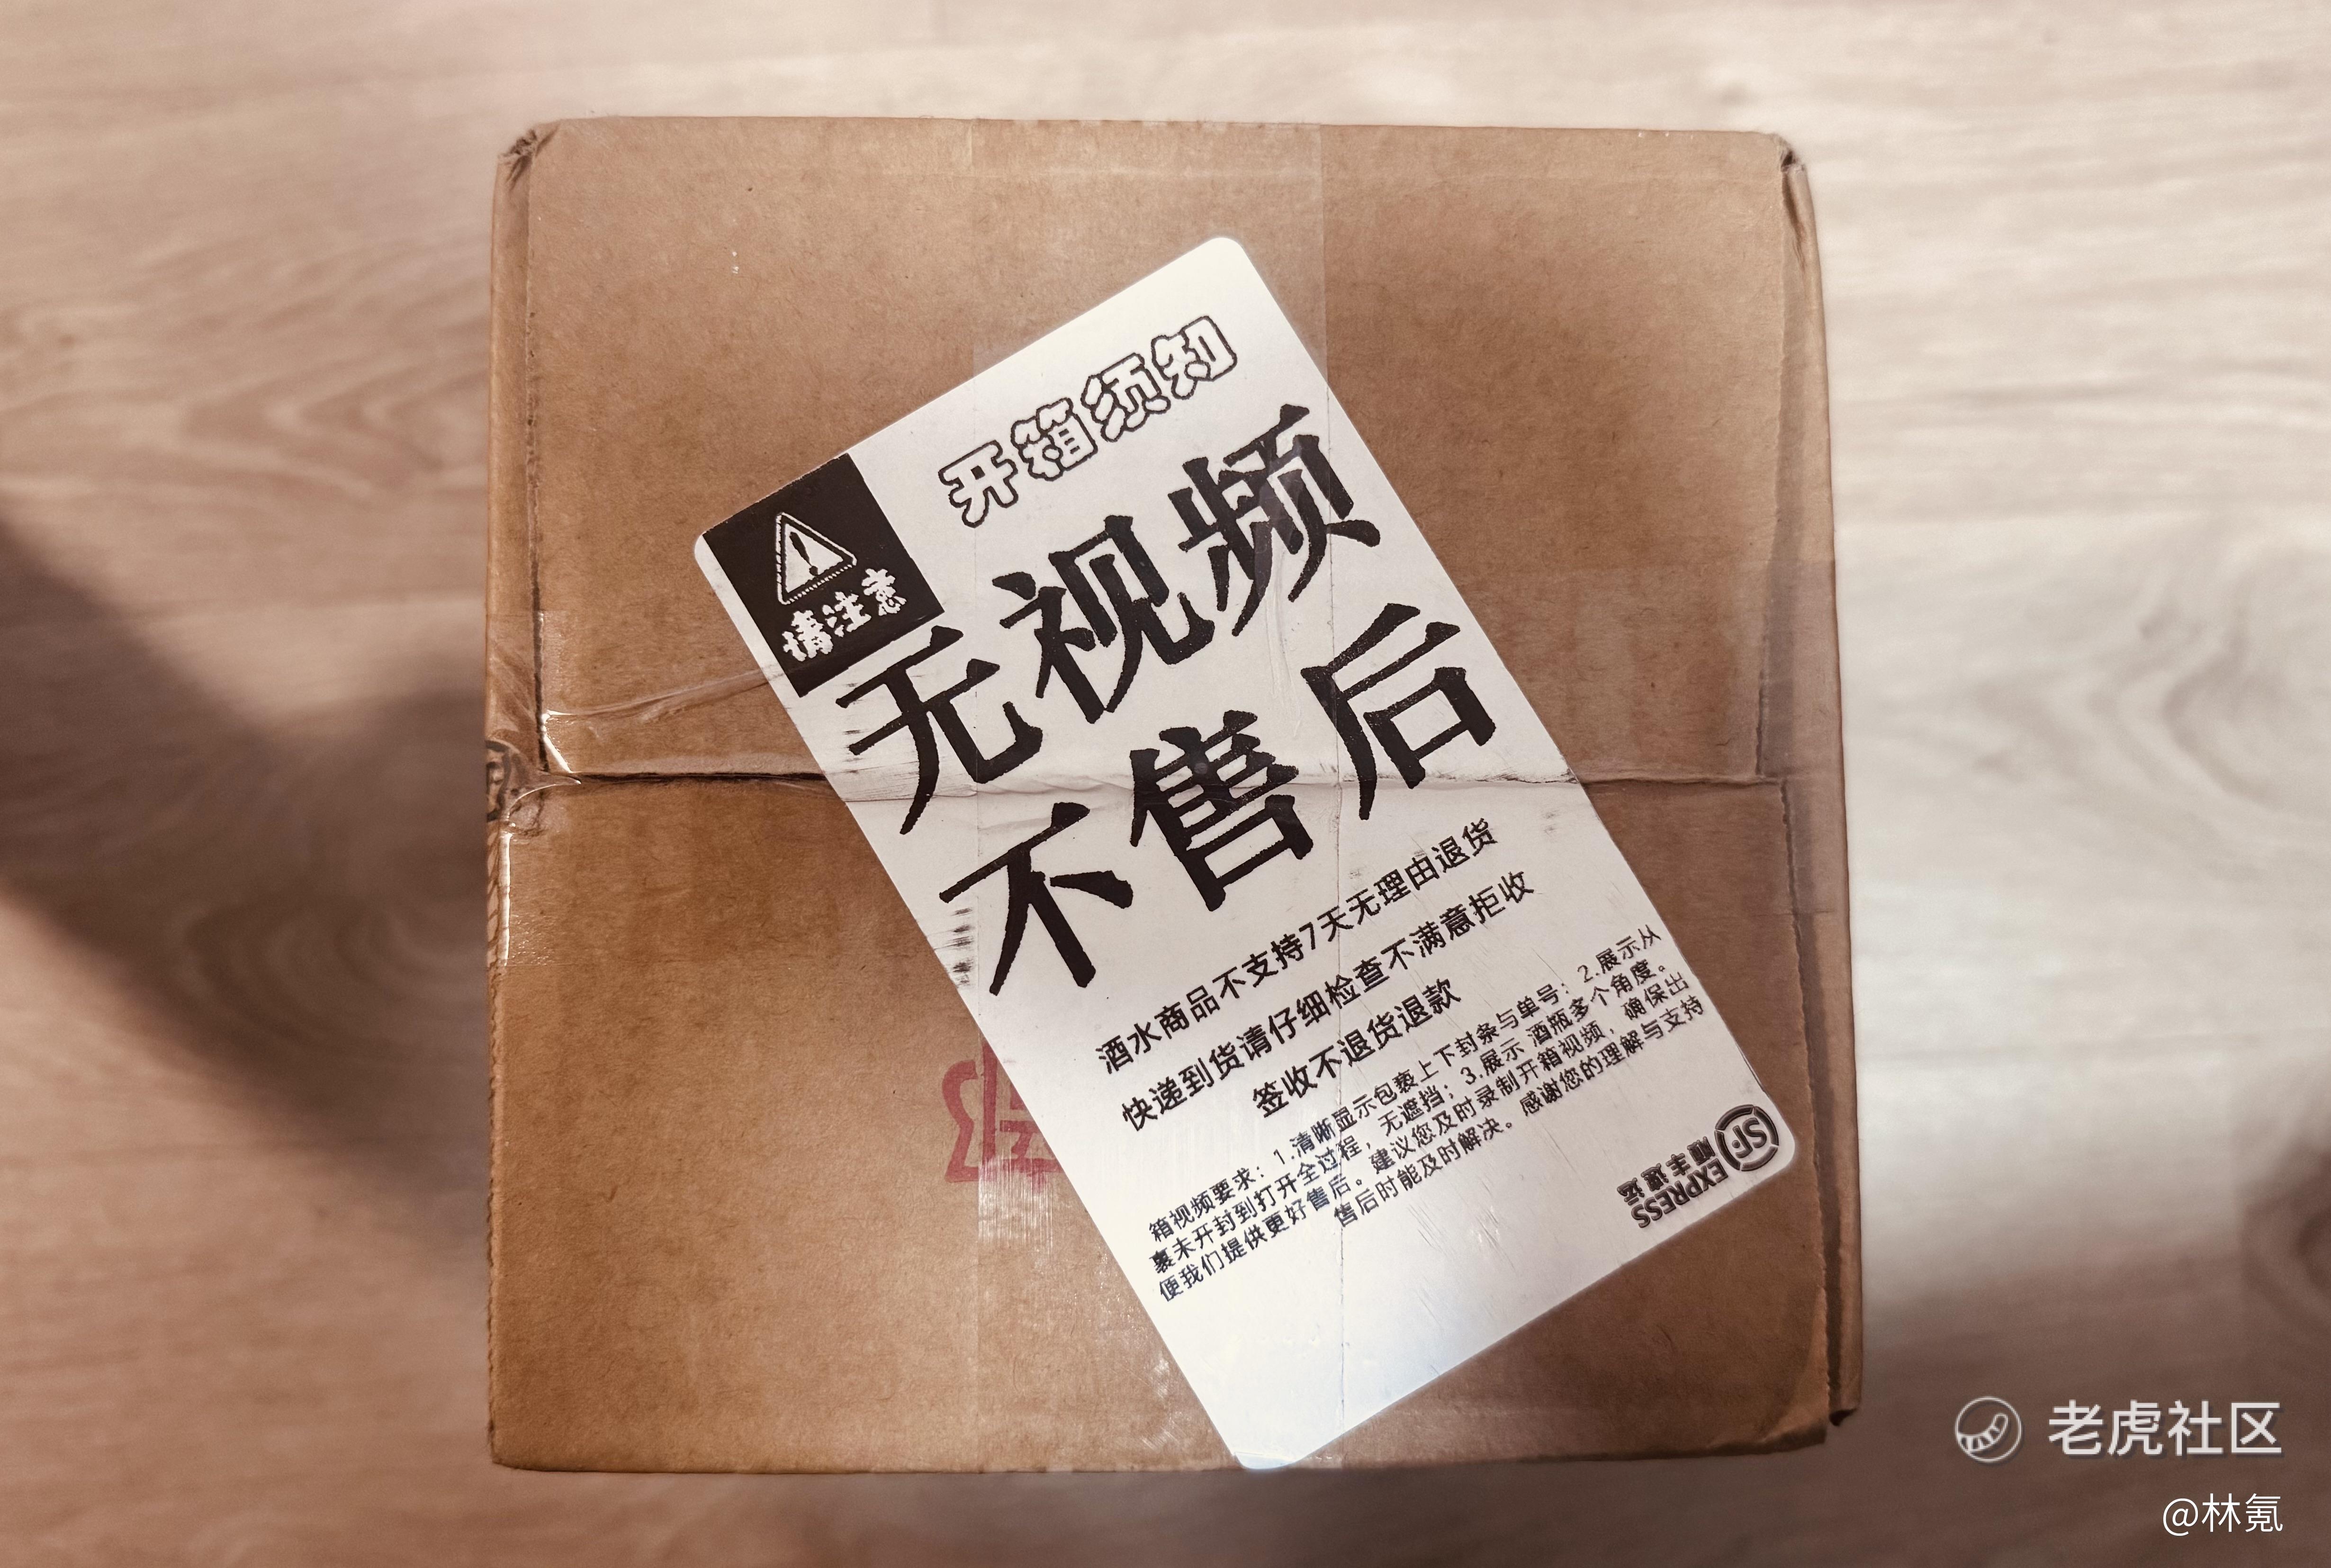 开箱须知
请注意
无视频
不售后
酒水商品不支持7天无理由退货
快递到货请仔细检查不满意拒收
签收不退货退款
箱视频要求：1.清晰显示包裹上下封条与单号；2.展示从
裹未开封到打开全过程，无遮挡；3.展示 酒瓶多个角度。
便我们提供更好售后。建议您及时录制开箱视频，确保出
售后时能及时解决。感谢您的理解与支持
SF
EXPRESS
顺丰速运
老虎社区
@林氪